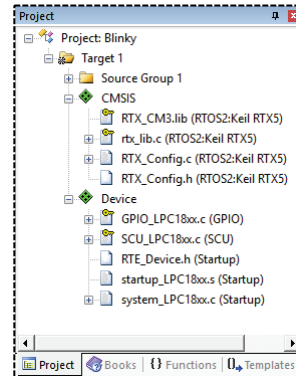 Project
Project: Blinky
Target 1
Source Group 1
CMSIS
RTX_CM3.lib (RTOS2:Keil RTX5)
rtx_lib.c (RTOS2:Keil RTX5)
RTX_Config.c (RTOS2:Keil RTX5)
RTX_Config.h (RTOS2:Keil RTX5)
Device
GPIO_LPC18xx.c (GPIO)
SCU_LPC18xx.c (SCU)
RTE_Device.h (Startup)
startup_LPC18xx.s (Startup)
system_LPC18xx.c (Startup)
Project Books {} Functions 0 Templates